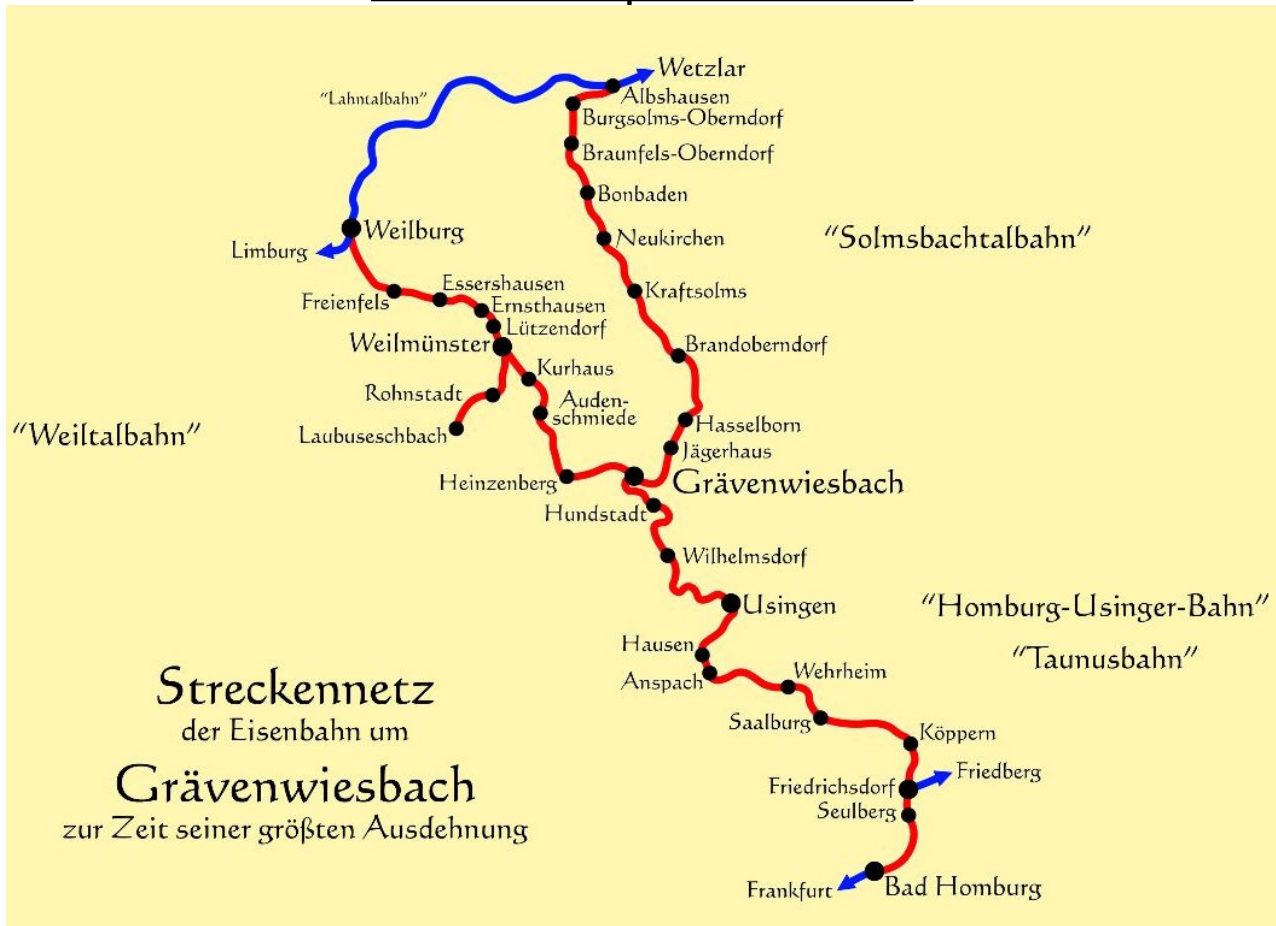 Wetzlar
"Lahntalbahn"
Albshausen
Burgsolms-Oberndorf
Braunfels-Oberndorf
Bonbaden
Weilburg
Neukirchen
"Solmsbachtalbahn"
Limburg
Essershausen
Kraftsolms
Freienfels
Ernsthausen
Lützendorf
Weilmünster
Brandoberndorf
Kurhaus
Rohnstadt
Auden-
schmiede
Hasselborn
"Weiltalbahn"
Laubuseschbach
Jägerhaus
Heinzenberg
Grävenwiesbach
Hundstadt
Wilhelmsdorf
Usingen
"Homburg-Usinger-Bahn"
Hausen
"Taunusbahn"
Anspach
Wehrheim
Streckennetz
der Eisenbahn um
Grävenwiesbach
zur Zeit seiner größten Ausdehnung
Saalburg
Köppern
Friedberg
Friedrichsdorf
Seulberg
Frankfurt
Bad Homburg